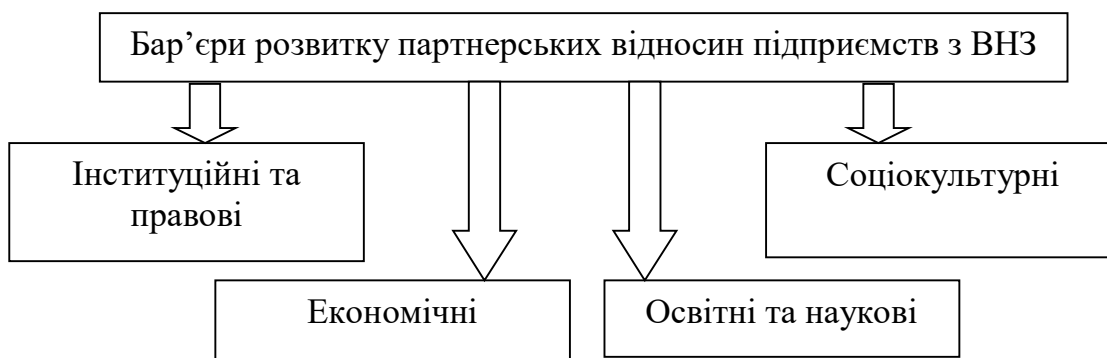 Бар’єри розвитку партнерських відносин підприємств з ВНЗ
Інституційні та
правові
Соціокультурні
Економічні
Освітні та наукові